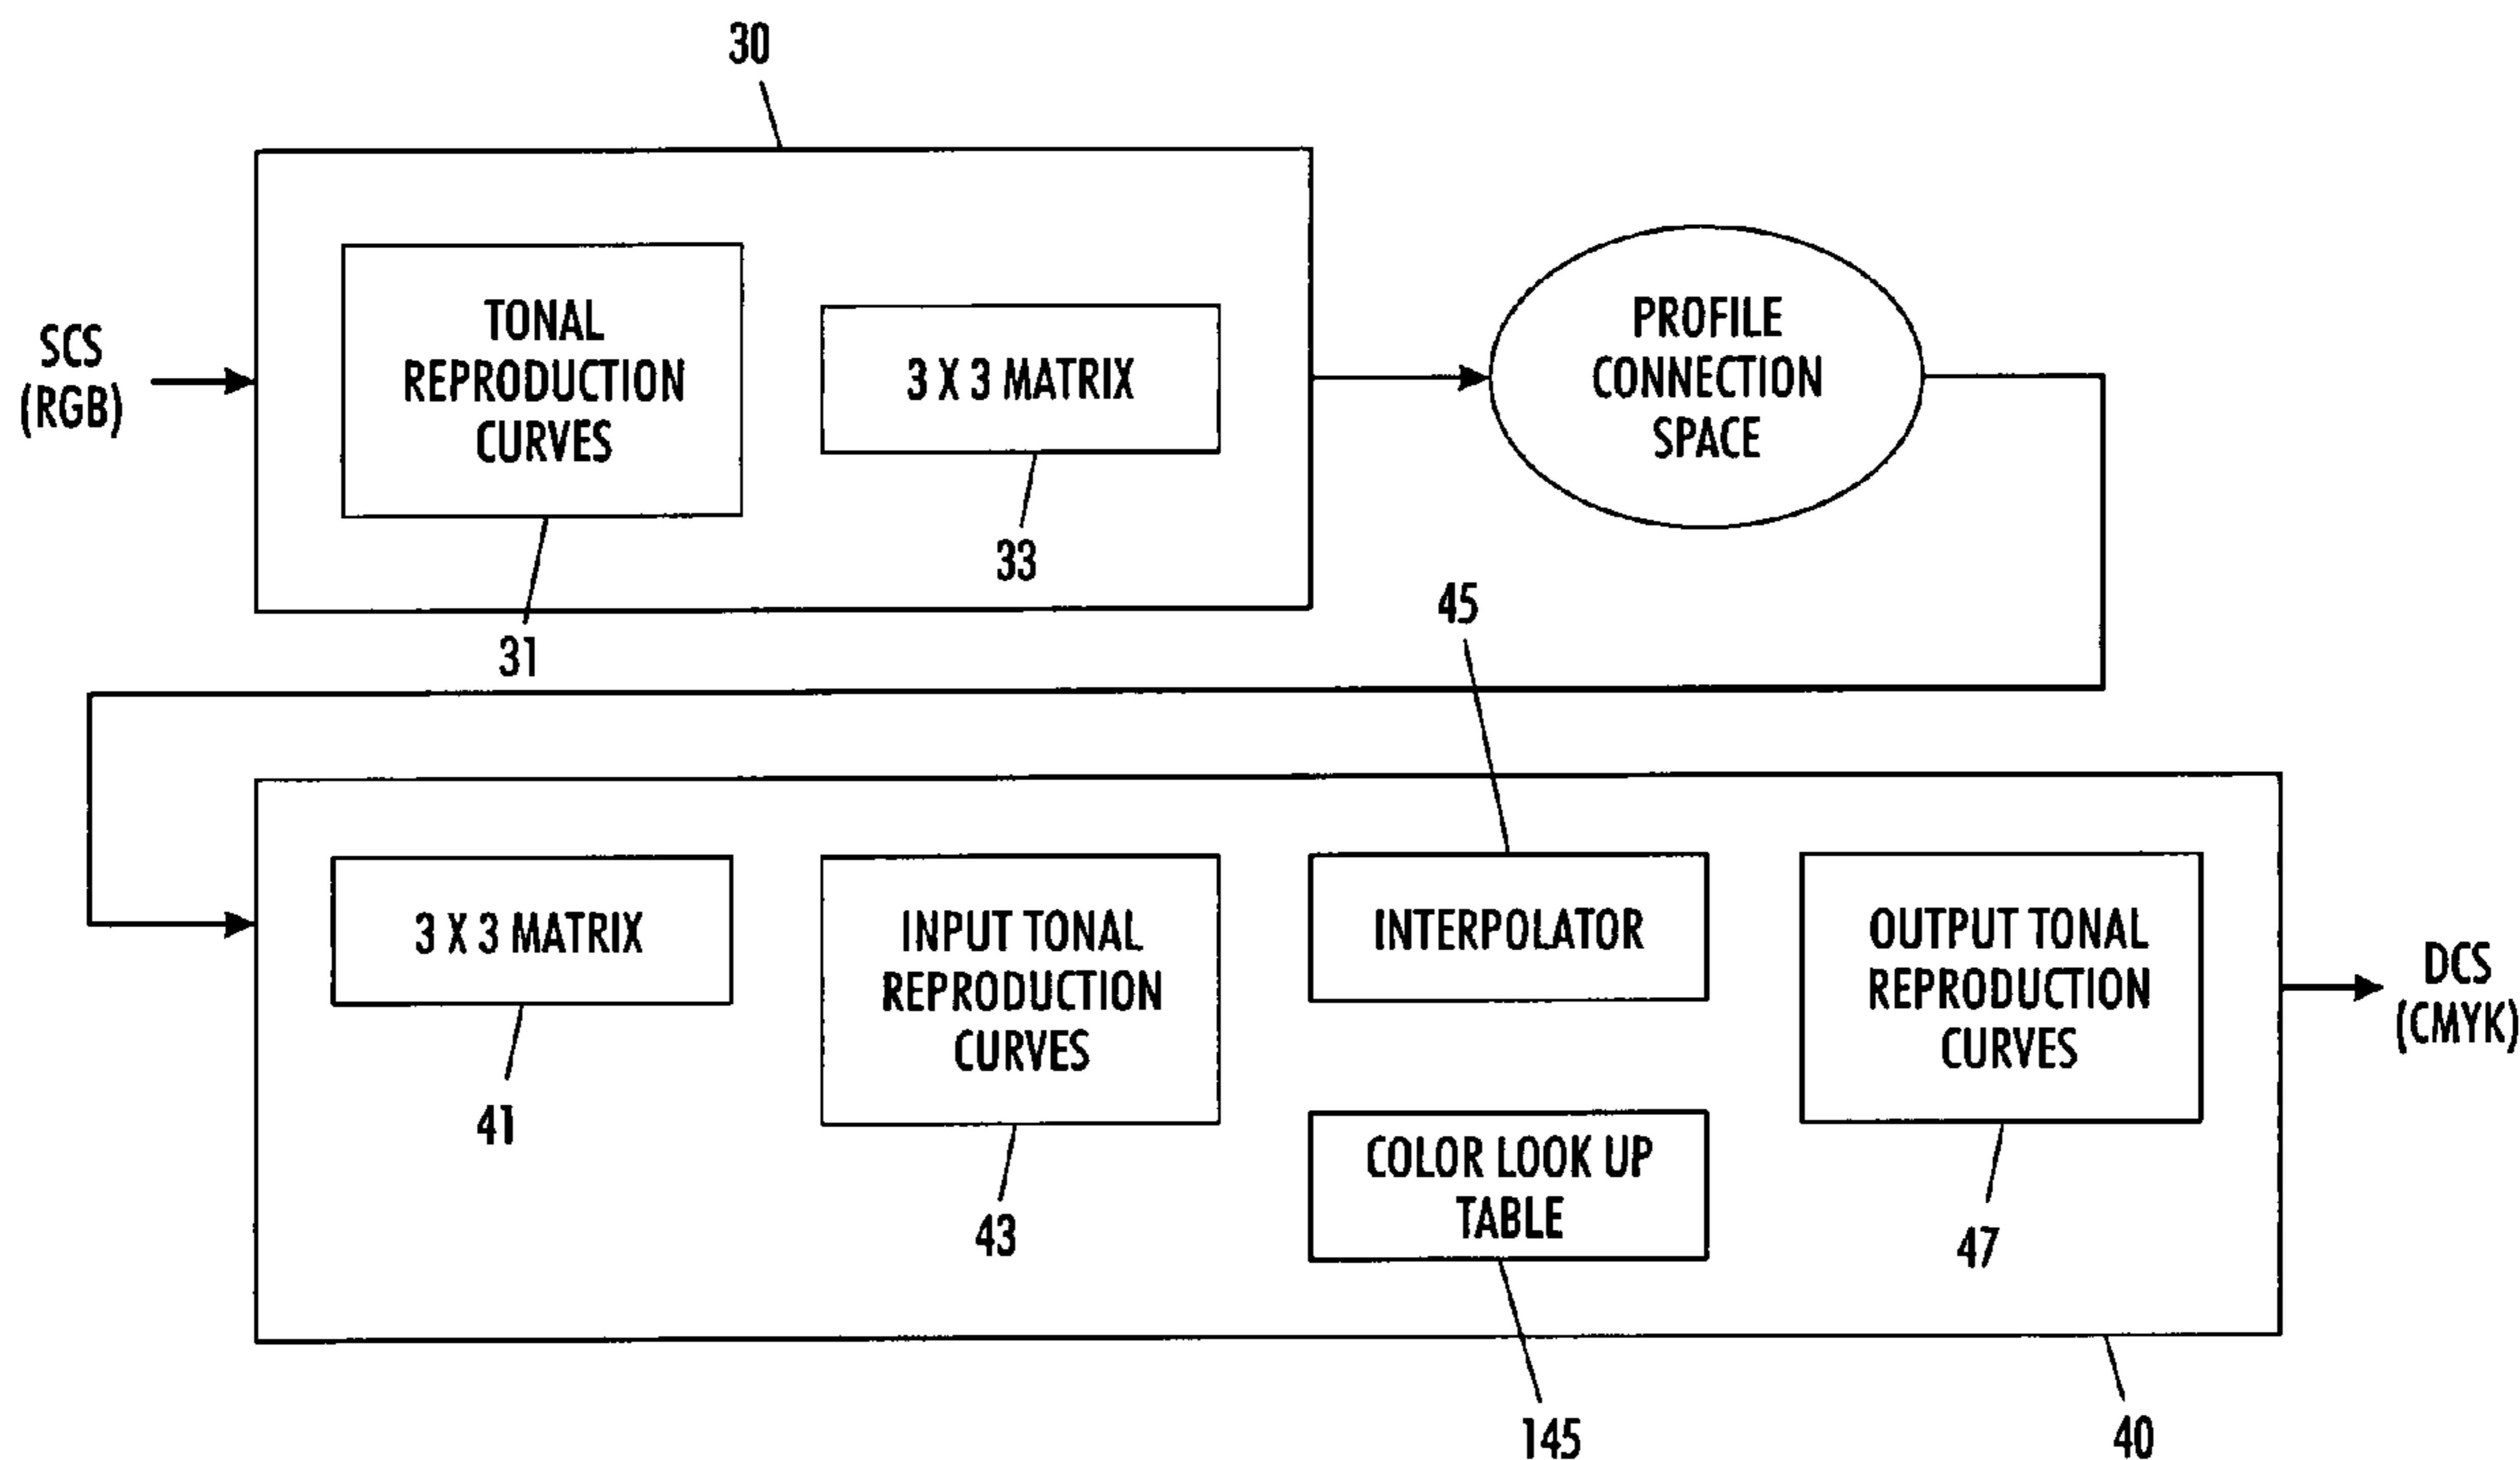 30
SCS
(RGB)
TONAL
REPRODUCTION
CURVES
3 X 3 MATRIX
PROFILE
CONNECTION
SPACE
33
31
45
3 X 3 MATRIX
INPUT TONAL
REPRODUCTION
CURVES
INTERPOLATOR
OUTPUT TONAL
REPRODUCTION
CURVES
DCS
(CMYK)
41
COLOR LOOK UP
TABLE
43
47
145
40